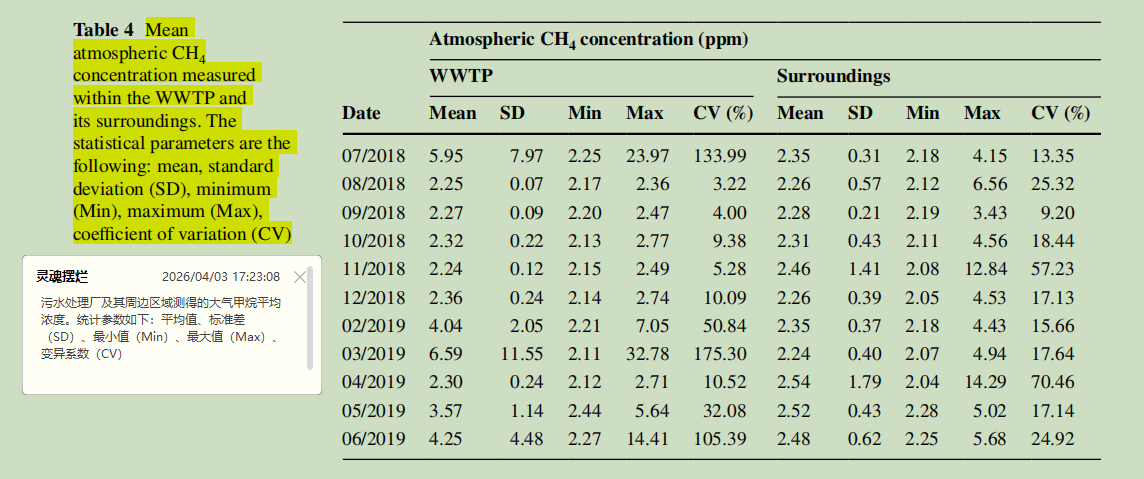 Table 4 Mean
atmospheric CH4
concentration measured
within the WWTP and
its surroundings. The
statistical parameters are the
following: mean, standard
deviation (SD), minimum
(Min), maximum (Max),
coefficient of variation (CV)
灵魂摆烂 2026/04/03 17:23:08
污水处理厂及其周边区域测得的大气甲烷平均
浓度。统计参数如下：平均值、标准差
（SD）、最小值（Min）、最大值（Max）、
变异系数（CV）
Atmospheric CH4 concentration (ppm)
WWTP Surroundings
Date Mean SD Min Max CV (%) Mean SD Min Max CV (%)
07/2018 5.95 7.97 2.25 23.97 133.99 2.35 0.31 2.18 4.15 13.35
08/2018 2.25 0.07 2.17 2.36 3.22 2.26 0.57 2.12 6.56 25.32
09/2018 2.27 0.09 2.20 2.47 4.00 2.28 0.21 2.19 3.43 9.20
10/2018 2.32 0.22 2.13 2.77 9.38 2.31 0.43 2.11 4.56 18.44
11/2018 2.24 0.12 2.15 2.49 5.28 2.46 1.41 2.08 12.84 57.23
12/2018 2.36 0.24 2.14 2.74 10.09 2.26 0.39 2.05 4.53 17.13
02/2019 4.04 2.05 2.21 7.05 50.84 2.35 0.37 2.18 4.43 15.66
03/2019 6.59 11.55 2.11 32.78 175.30 2.24 0.40 2.07 4.94 17.64
04/2019 2.30 0.24 2.12 2.71 10.52 2.54 1.79 2.04 14.29 70.46
05/2019 3.57 1.14 2.44 5.64 32.08 2.52 0.43 2.28 5.02 17.14
06/2019 4.25 4.48 2.27 14.41 105.39 2.48 0.62 2.25 5.68 24.92